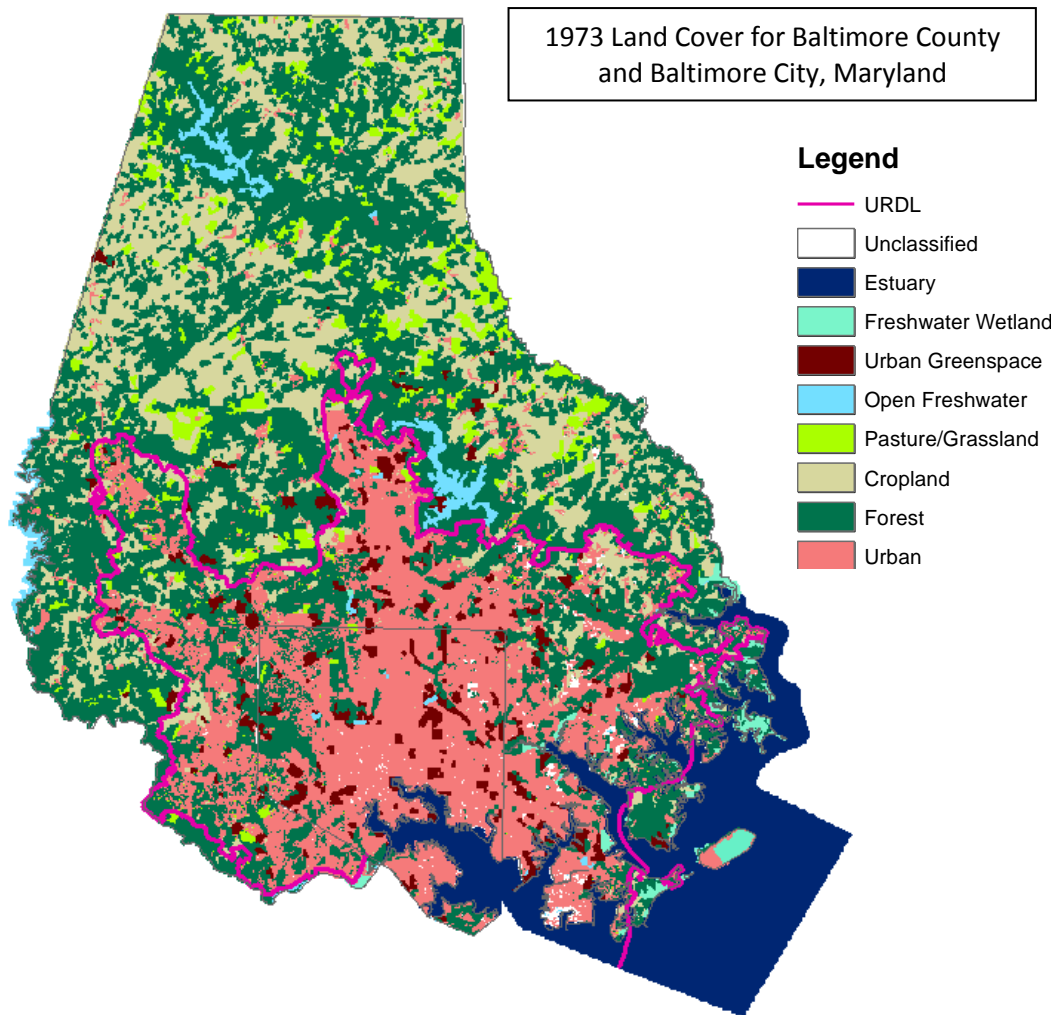 1973 Land Cover for Baltimore County
and Baltimore City, Maryland
Legend
URDL
Unclassified
Estuary
Freshwater Wetland
Urban Greenspace
Open Freshwater
Pasture/Grassland
Cropland
Forest
Urban